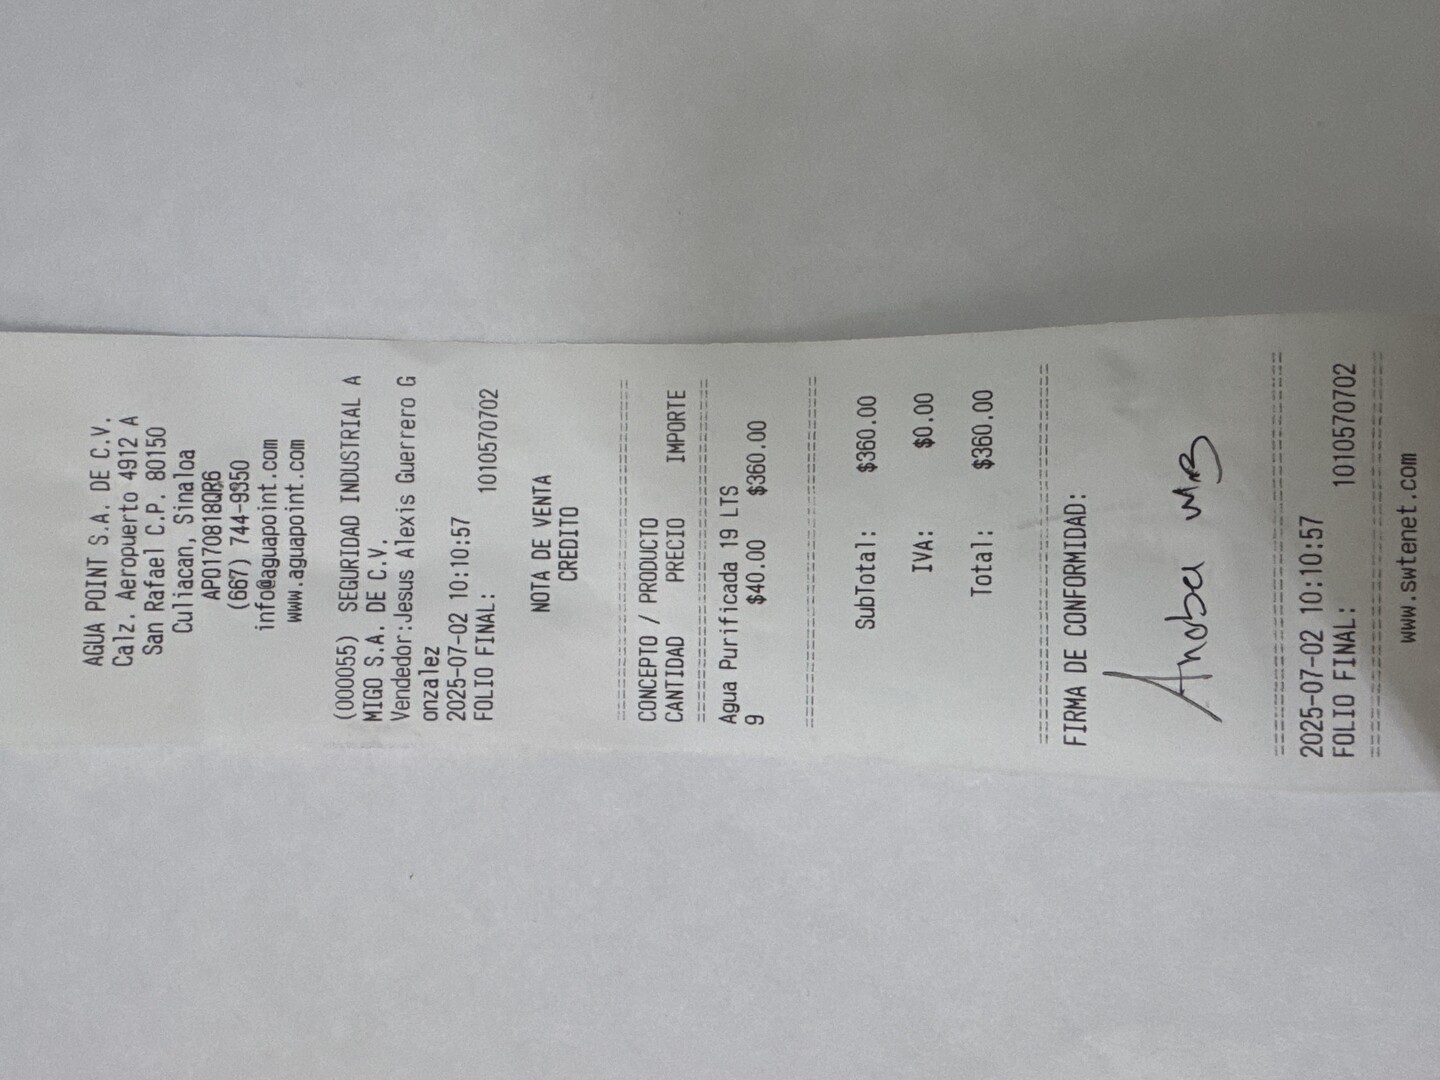 AGUA POINT S.A. DE C.V.
Calz. Aeropuerto 4912 A
San Rafael C.P. 80150
Culiacan, Sinaloa
APO170818QR6
(667) 744-9350
info@aguapoint.com
www.aguapoint.com
(000055) SEGURIDAD INDUSTRIAL A
MIGO S.A. DE C.V.
Vendedor:Jesus Alexis Guerrero G
onzalez
2025-07-02 10:10:57
FOLIO FINAL: 1010570702
NOTA DE VENTA
CREDITO
CONCEPTO / PRODUCTO
CANTIDAD PRECIO IMPORTE
Agua Purificada 19 LTS
9 $40.00 $360.00
SubTotal: $360.00
IVA: $0.00
Total: $360.00
FIRMA DE CONFORMIDAD:
2025-07-02 10:10:57
FOLIO FINAL: 1010570702
www.swtenet.com